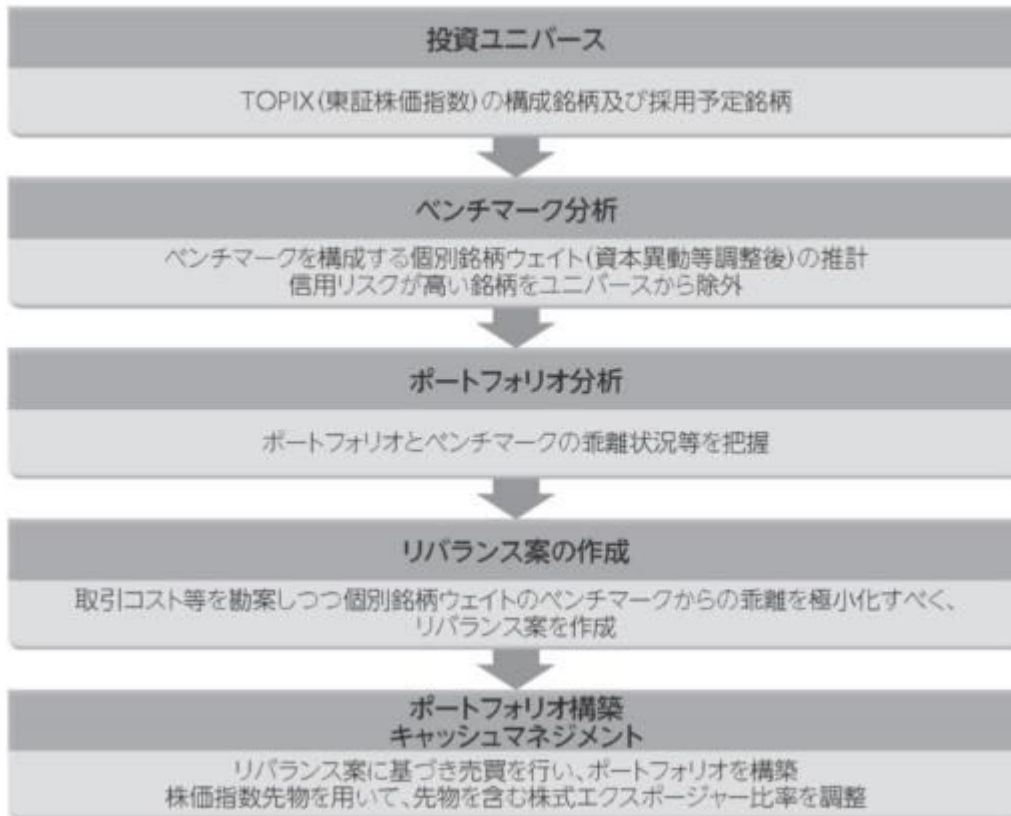 投資ユニバース
TOPIX(東証株価指数)の構成銘柄及び採用予定銘柄
ベンチマーク分析
ベンチマークを構成する個別銘柄ウェイト(資本異動等調整後)の推計
信用リスクが高い銘柄をユニバースから除外
ポートフォリオ分析
ポートフォリオとベンチマークの乖離状況等を把握
リバランス案の作成
取引コスト等を勘案しつつ個別銘柄ウェイトのベンチマークからの乖離を極小化すべく、
リバランス案を作成
ポートフォリオ構築
キャッシュマネジメント
リバランス案に基づき売買を行い、ポートフォリオを構築
株価指数先物を用いて、先物を含む株式エクスポージャー比率を調整